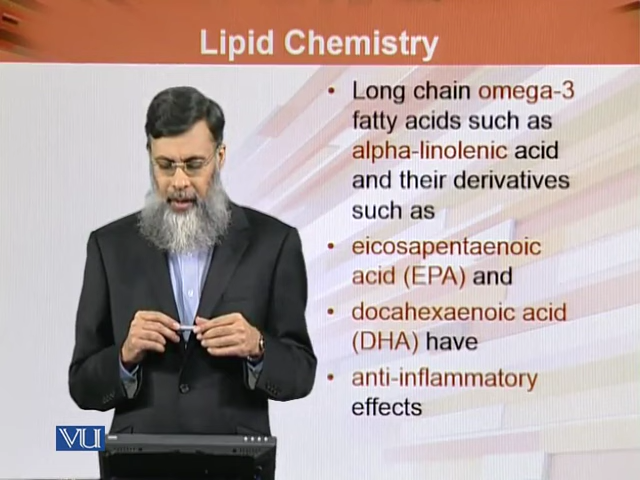 Lipid Chemistry
• Long chain omega-3
fatty acids such as
alpha-linolenic acid
and their derivatives
such as
• eicosapentaenoic
acid (EPA) and
• docahexaenoic acid
(DHA) have
• anti-inflammatory
effects
VU